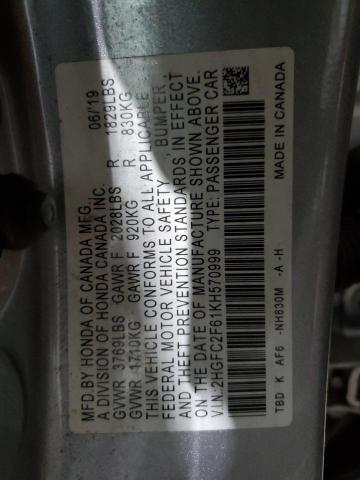 MFD.BY HONDA OF CANADA MFG., 06/19
A DIVISION OF HONDA CANADA INC.
GVWR 3769LBS GAWR F 2028LBS R 1829LBS
GVWR 1710KG GAWR F 920KG R 830KG
THIS VEHICLE CONFORMS TO ALL APPLICABLE
FEDERAL MOTOR VEHICLE SAFETY BUMPER,
AND THEFT PREVENTION STANDARDS IN EFFECT
ON THE DATE OF MANUFACTURE SHOWN ABOVE.
V.I.N.:2HGFC2F61KH570999 TYPE:PASSENGER CAR
TBD K AF6 -NH830M -A -H MADE IN CANADA